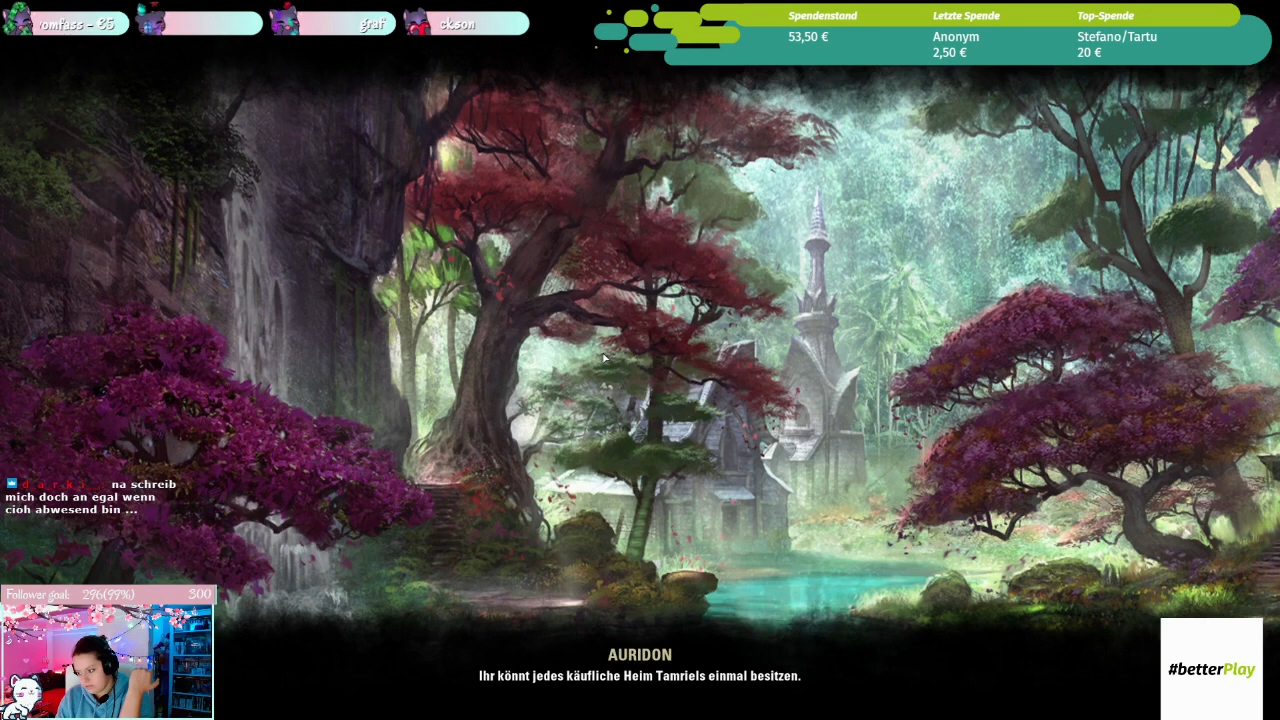 omfass - 85
graf
ckson
Spendenstand
Letzte Spende
Top-Spende
53,50 €
Anonym
2,50 €
Stefano/Tartu
20 €
d a r k a ... na schreib
mich doch an egal wenn
cioh abwesend bin ...
Follower goal: 296(99%) 300
AURIDON
Ihr könnt jedes käufliche Heim Tamriels einmal besitzen.
#betterPlay